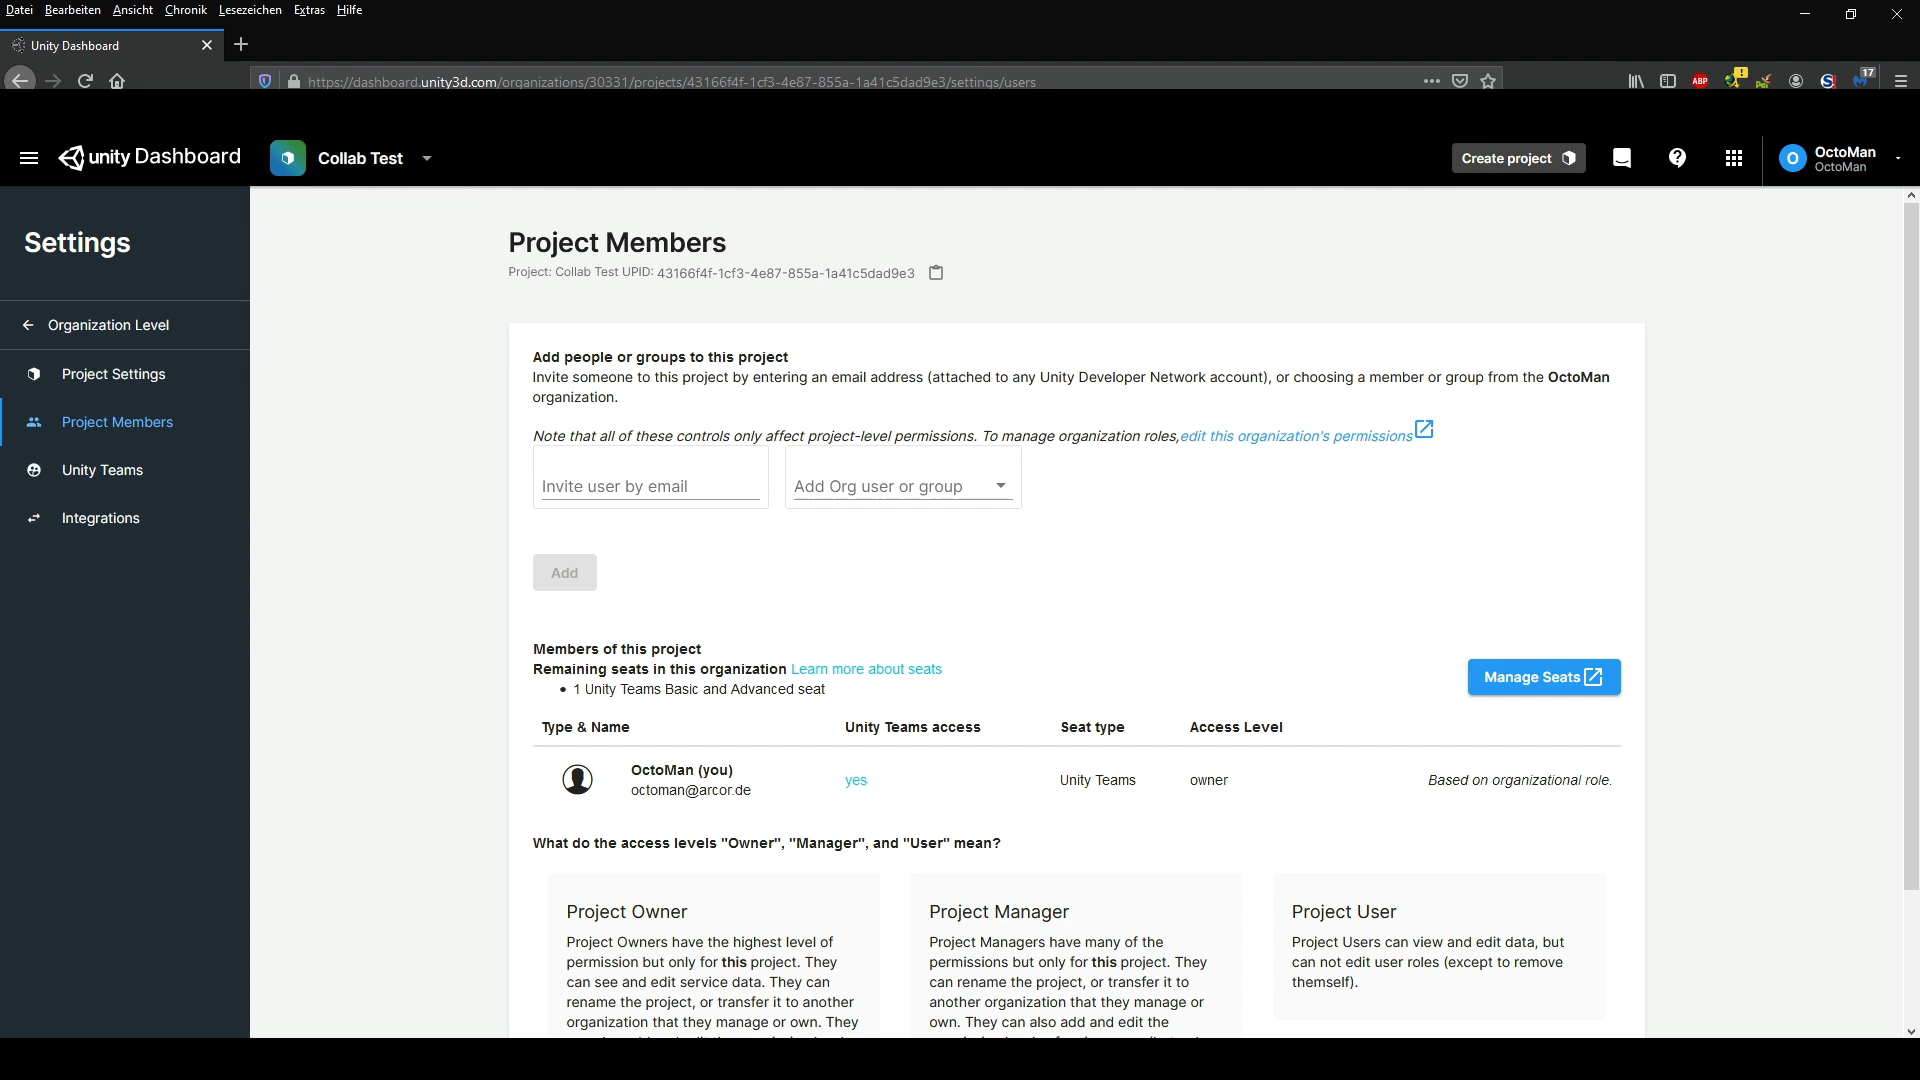 Datei Bearbeiten Ansicht Chronik Lesezeichen Extras Hilfe
Unity Dashboard
https://dashboard.unity3d.com/organizations/30331/projects/43166f4f-1cf3-4e87-855a-1a41c5dad9e3/settings/users
ABP
17
unity Dashboard
Collab Test
Create project
O
OctoMan
OctoMan
Settings
Organization Level
Project Settings
Project Members
Unity Teams
Integrations
Project Members
Project: Collab Test UPID: 43166f4f-1cf3-4e87-855a-1a41c5dad9e3
Add people or groups to this project
Invite someone to this project by entering an email address (attached to any Unity Developer Network account), or choosing a member or group from the OctoMan
organization.
Note that all of these controls only affect project-level permissions. To manage organization roles,edit this organization's permissions
Invite user by email
Add Org user or group
Add
Members of this project
Remaining seats in this organization Learn more about seats
• 1 Unity Teams Basic and Advanced seat
Manage Seats
Type & Name Unity Teams access Seat type Access Level
OctoMan (you)
octoman@arcor.de
yes
Unity Teams
owner
Based on organizational role.
What do the access levels "Owner", "Manager", and "User" mean?
Project Owner
Project Owners have the highest level of
permission but only for this project. They
can see and edit service data. They can
rename the project, or transfer it to another
organization that they manage or own. They
Project Manager
Project Managers have many of the
permissions but only for this project. They
can rename the project, or transfer it to
another organization that they manage or
own. They can also add and edit the
Project User
Project Users can view and edit data, but
can not edit user roles (except to remove
themself).